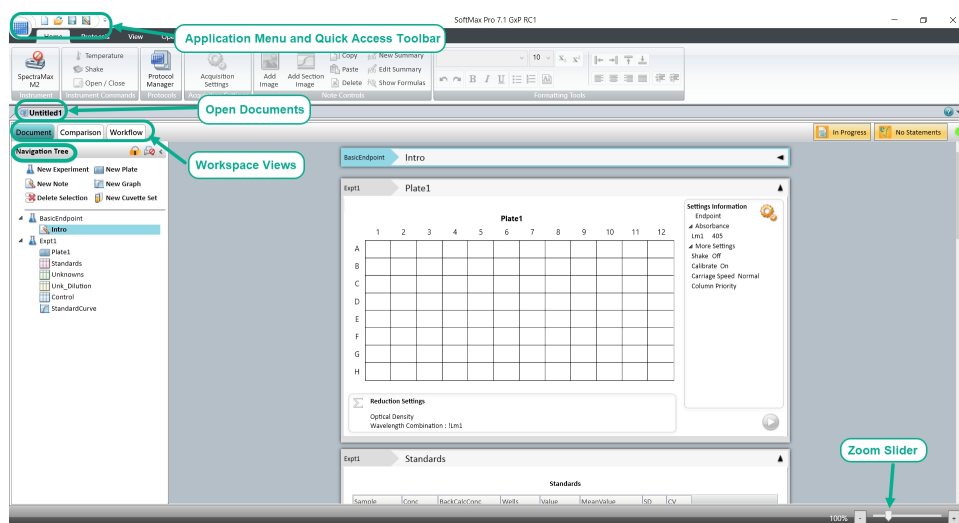 SoftMax Pro 7.1 GxP RC1
Home Protocols View Ope
Application Menu and Quick Access Toolbar
SpectraMax
M2
Temperature
Shake
Open / Close
Protocol
Manager
Acquisition
Settings
Add
Image
Add Section
Image
Copy
Paste
Delete
New Summary
Edit Summary
Show Formulas
10
B I U
Instrument Instrument Commands Protocols Note Controls Formatting Tools
Untitled1
Open Documents
Document Comparison Workflow
In Progress No Statements
Workspace Views
Navigation Tree
New Experiment New Plate
New Note New Graph
Delete Selection New Cuvette Set
BasicEndpoint
Intro
Expt1
Plate1
Standards
Unknowns
Unk_Dilution
Control
StandardCurve
BasicEndpoint Intro
Expt1 Plate1
Plate1
1 2 3 4 5 6 7 8 9 10 11 12
A
B
C
D
E
F
G
H
Settings Information
Endpoint
Absorbance
Lm1 405
More Settings
Shake Off
Calibrate On
Carriage Speed Normal
Column Priority
Reduction Settings
Optical Density
Wavelength Combination : !Lm1
Expt1 Standards
Standards
Sample Conc BackCalcConc Wells Value MeanValue SD CV
Zoom Slider
100% - +